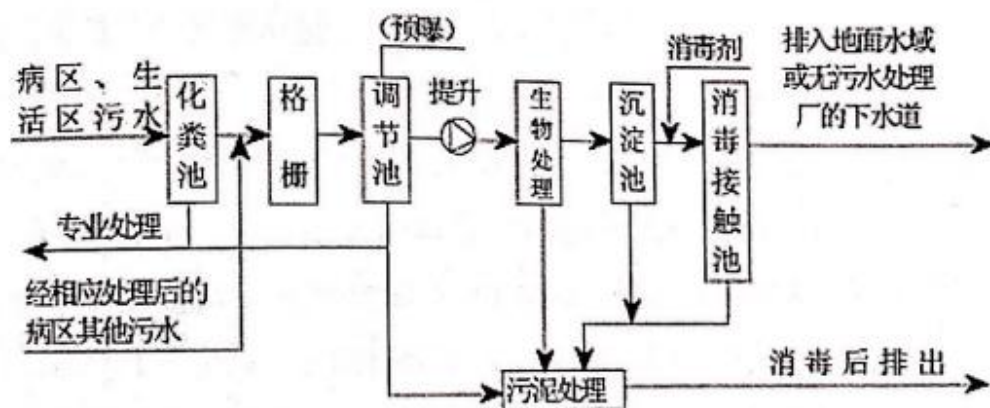 (预曝)
消毒剂
排入地面水域
或无污水处理
厂的下水道
病区、生
活区污水
化粪池
格栅
调节池
提升
生物处理
沉淀池
消毒接触池
专业处理
经相应处理后的
病区其他污水
污泥处理
消毒后排出